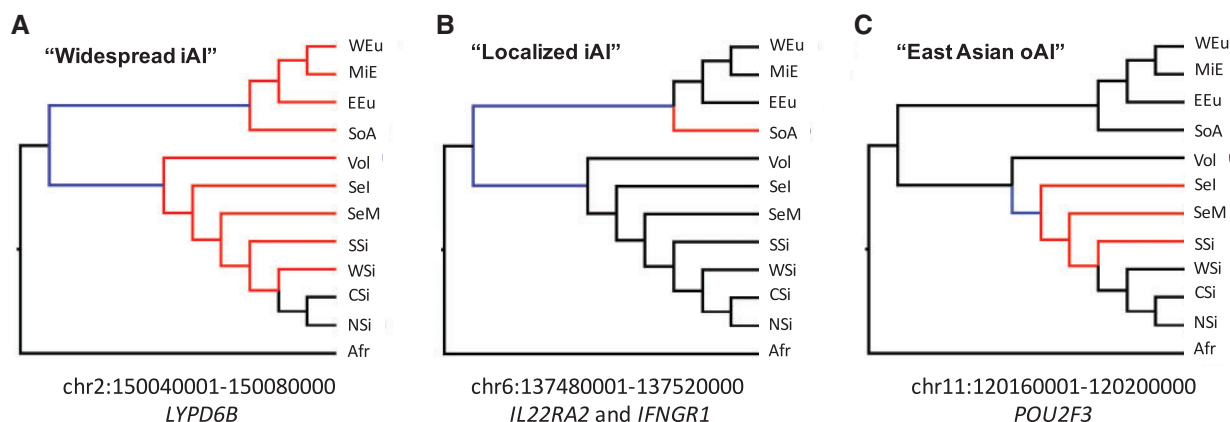 A
"Widespread iAI"
WEu
MiE
EEu
SoA
Vol
SeI
SeM
SSi
WSi
CSi
NSi
Afr
chr2:150040001-150080000
LYPD6B
B
"Localized iAI"
WEu
MiE
EEu
SoA
Vol
SeI
SeM
SSi
WSi
CSi
NSi
Afr
chr6:137480001-137520000
IL22RA2 and IFNGR1
C
"East Asian oAI"
WEu
MiE
EEu
SoA
Vol
SeI
SeM
SSi
WSi
CSi
NSi
Afr
chr11:120160001-120200000
POU2F3